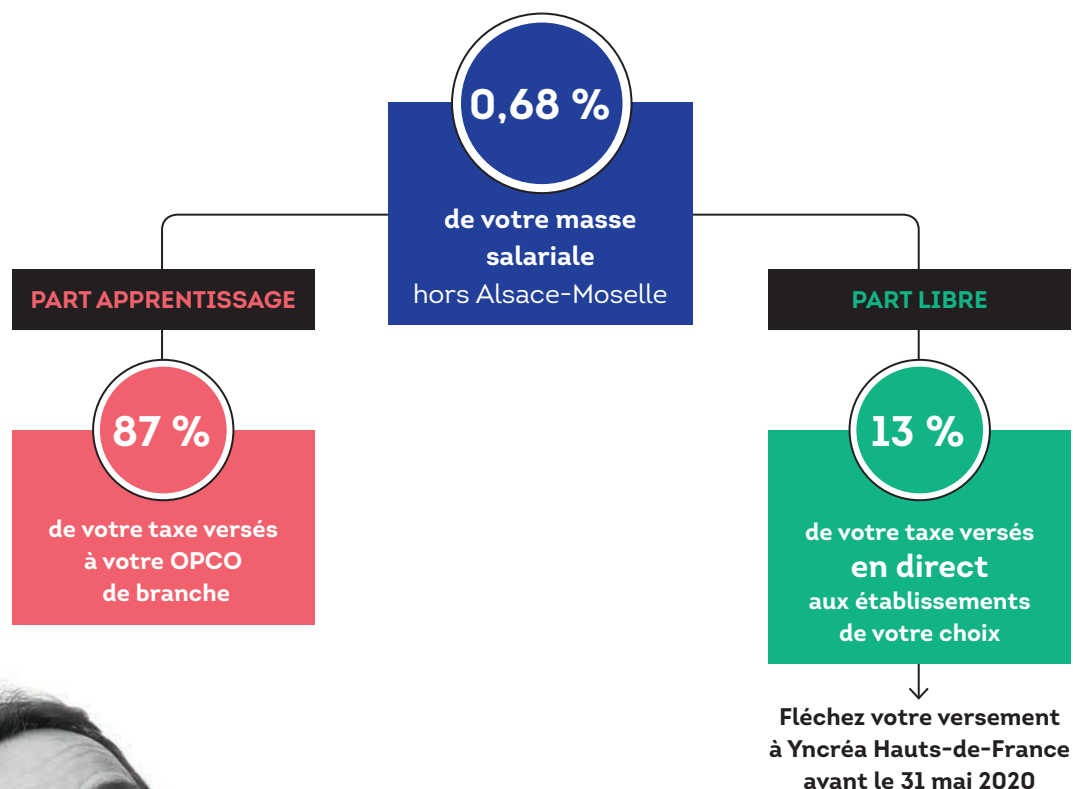 0,68 %
de votre masse
salariale
hors Alsace-Moselle
PART APPRENTISSAGE
87 %
de votre taxe versés
à votre OPCO
de branche
PART LIBRE
13 %
de votre taxe versés
en direct
aux établissements
de votre choix
Fléchez votre versement
à Yncréa Hauts-de-France
avant le 31 mai 2020